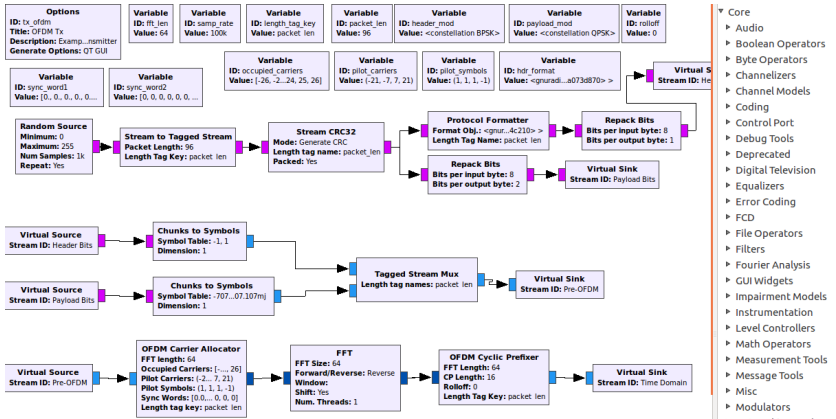 Options
ID: tx_ofdm
Title: OFDM Tx
Description: Examp...nsmitter
Generate Options: QT GUI
Variable
ID: fft_len
Value: 64
Variable
ID: samp_rate
Value: 100k
Variable
ID: length_tag_key
Value: packet_len
Variable
ID: packet_len
Value: 96
Variable
ID: header_mod
Value: <constellation BPSK>
Variable
ID: payload_mod
Value: <constellation QPSK>
Variable
ID: rolloff
Value: 0
Variable
ID: sync_word1
Value: [0., 0., 0., 0., 0....
Variable
ID: sync_word2
Value: [0, 0, 0, 0, 0, 0, ...
Variable
ID: occupied_carriers
Value: [-26, -2...24, 25, 26]
Variable
ID: pilot_carriers
Value: (-21, -7, 7, 21)
Variable
ID: pilot_symbols
Value: (1, 1, 1, -1)
Variable
ID: hdr_format
Value: <gnuradi...a073d870> >
Virtual S
Stream ID: He
Random Source
Minimum: 0
Maximum: 255
Num Samples: 1k
Repeat: Yes
Stream to Tagged Stream
Packet Length: 96
Length Tag Key: packet_len
Stream CRC32
Mode: Generate CRC
Length tag name: packet_len
Packed: Yes
Protocol Formatter
Format Obj.: <gnur...4c210> >
Length Tag Name: packet_len
Repack Bits
Bits per input byte: 8
Bits per output byte: 1
Repack Bits
Bits per input byte: 8
Bits per output byte: 2
Virtual Sink
Stream ID: Payload Bits
Virtual Source
Stream ID: Header Bits
Chunks to Symbols
Symbol Table: -1, 1
Dimension: 1
Virtual Source
Stream ID: Payload Bits
Chunks to Symbols
Symbol Table: -707...07.107mj
Dimension: 1
Tagged Stream Mux
Length tag names: packet_len
Virtual Sink
Stream ID: Pre-OFDM
Virtual Source
Stream ID: Pre-OFDM
OFDM Carrier Allocator
FFT length: 64
Occupied Carriers: [-..., 26]
Pilot Carriers: (-2... 7, 21)
Pilot Symbols: (1, 1, 1, -1)
Sync Words: [0.0,... 0, 0, 0]
Length tag key: packet_len
FFT
FFT Size: 64
Forward/Reverse: Reverse
Window:
Shift: Yes
Num. Threads: 1
OFDM Cyclic Prefixer
FFT Length: 64
CP Length: 16
Rolloff: 0
Length Tag Key: packet_len
Virtual Sink
Stream ID: Time Domain
Core
Audio
Boolean Operators
Byte Operators
Channelizers
Channel Models
Coding
Control Port
Debug Tools
Deprecated
Digital Television
Equalizers
Error Coding
FCD
File Operators
Filters
Fourier Analysis
GUI Widgets
Impairment Models
Instrumentation
Level Controllers
Math Operators
Measurement Tools
Message Tools
Misc
Modulators